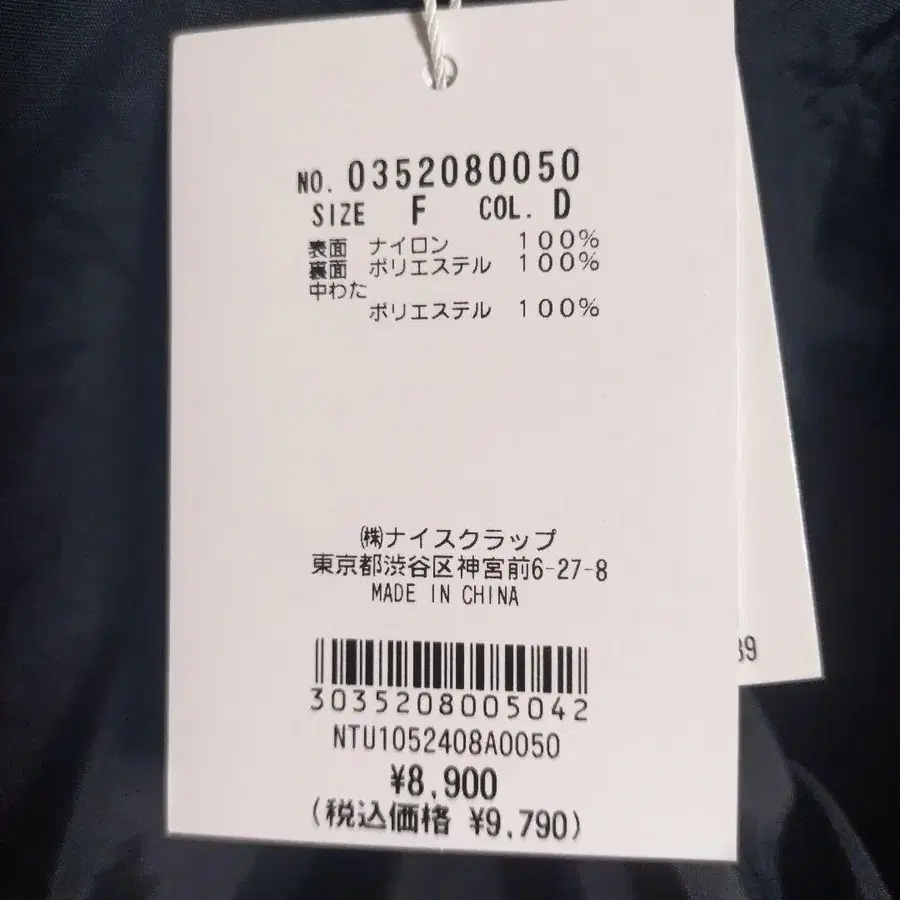 NO. 0352080050
SIZE F COL. D
表面 ナイロン 100%
裏面 ポリエステル 100%
中わた
ポリエステル 100%
㈱ナイスクラップ
東京都渋谷区神宮前6-27-8
MADE IN CHINA
3035208005042
NTU1052408A0050
¥8,900
(税込価格 ¥9,790)